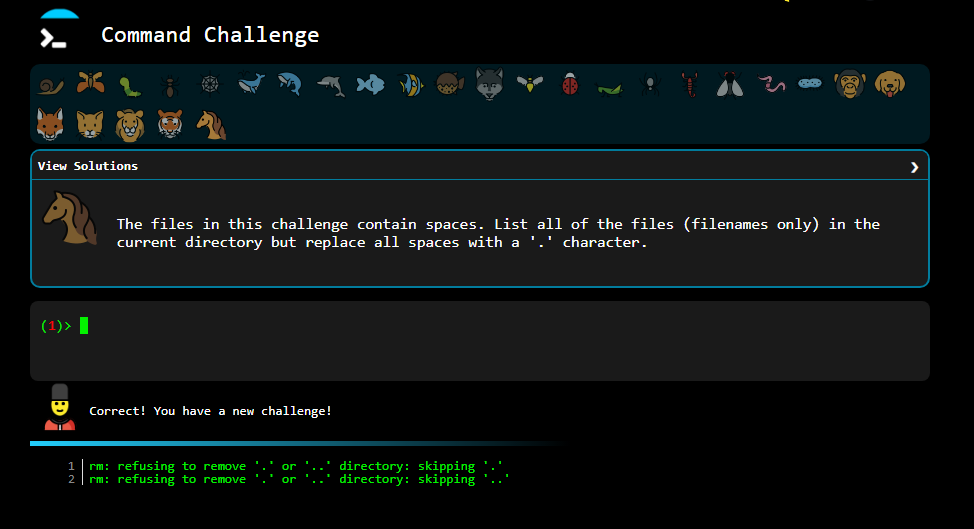 Command Challenge
View Solutions
The files in this challenge contain spaces. List all of the files (filenames only) in the
current directory but replace all spaces with a '.' character.
(1)>
Correct! You have a new challenge!
1 rm: refusing to remove '.' or '..' directory: skipping '.'
2 rm: refusing to remove '.' or '..' directory: skipping '..'